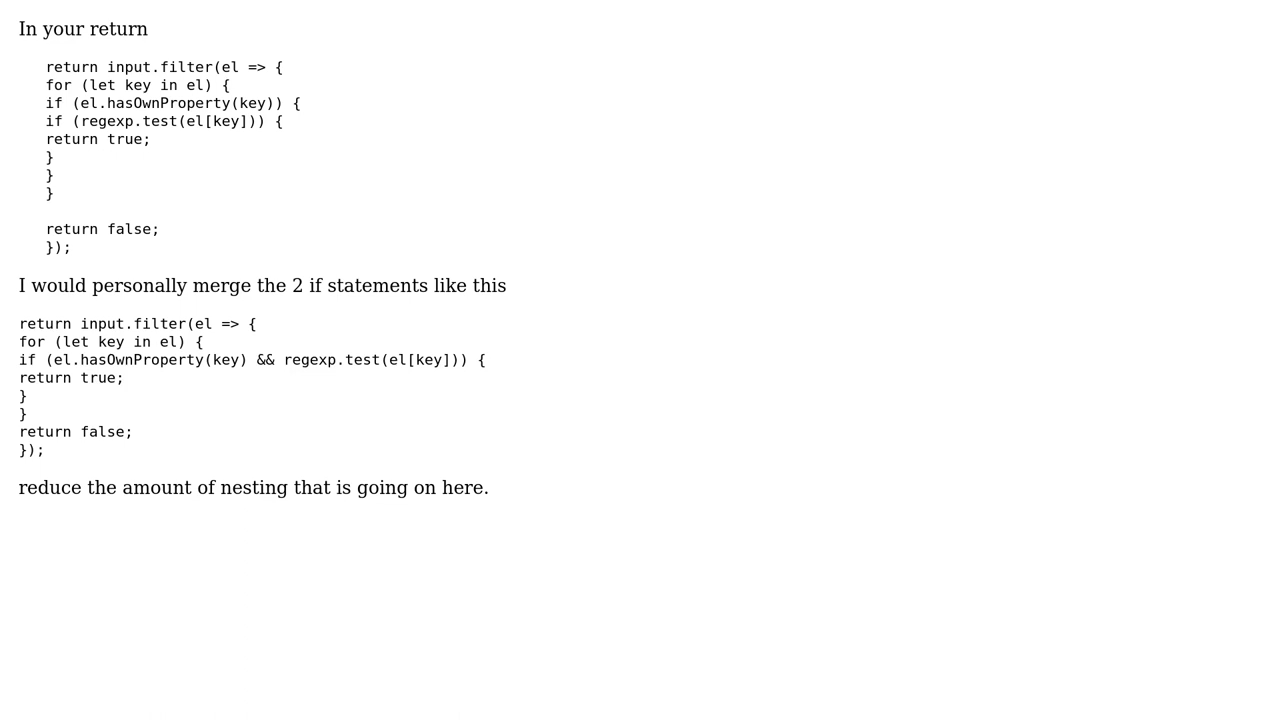 In your return
return input.filter(el => {
for (let key in el) {
if (el.hasOwnProperty(key)) {
if (regexp.test(el[key])) {
return true;
}
}
}
return false;
});
I would personally merge the 2 if statements like this
return input.filter(el => {
for (let key in el) {
if (el.hasOwnProperty(key) && regexp.test(el[key])) {
return true;
}
}
return false;
});
reduce the amount of nesting that is going on here.